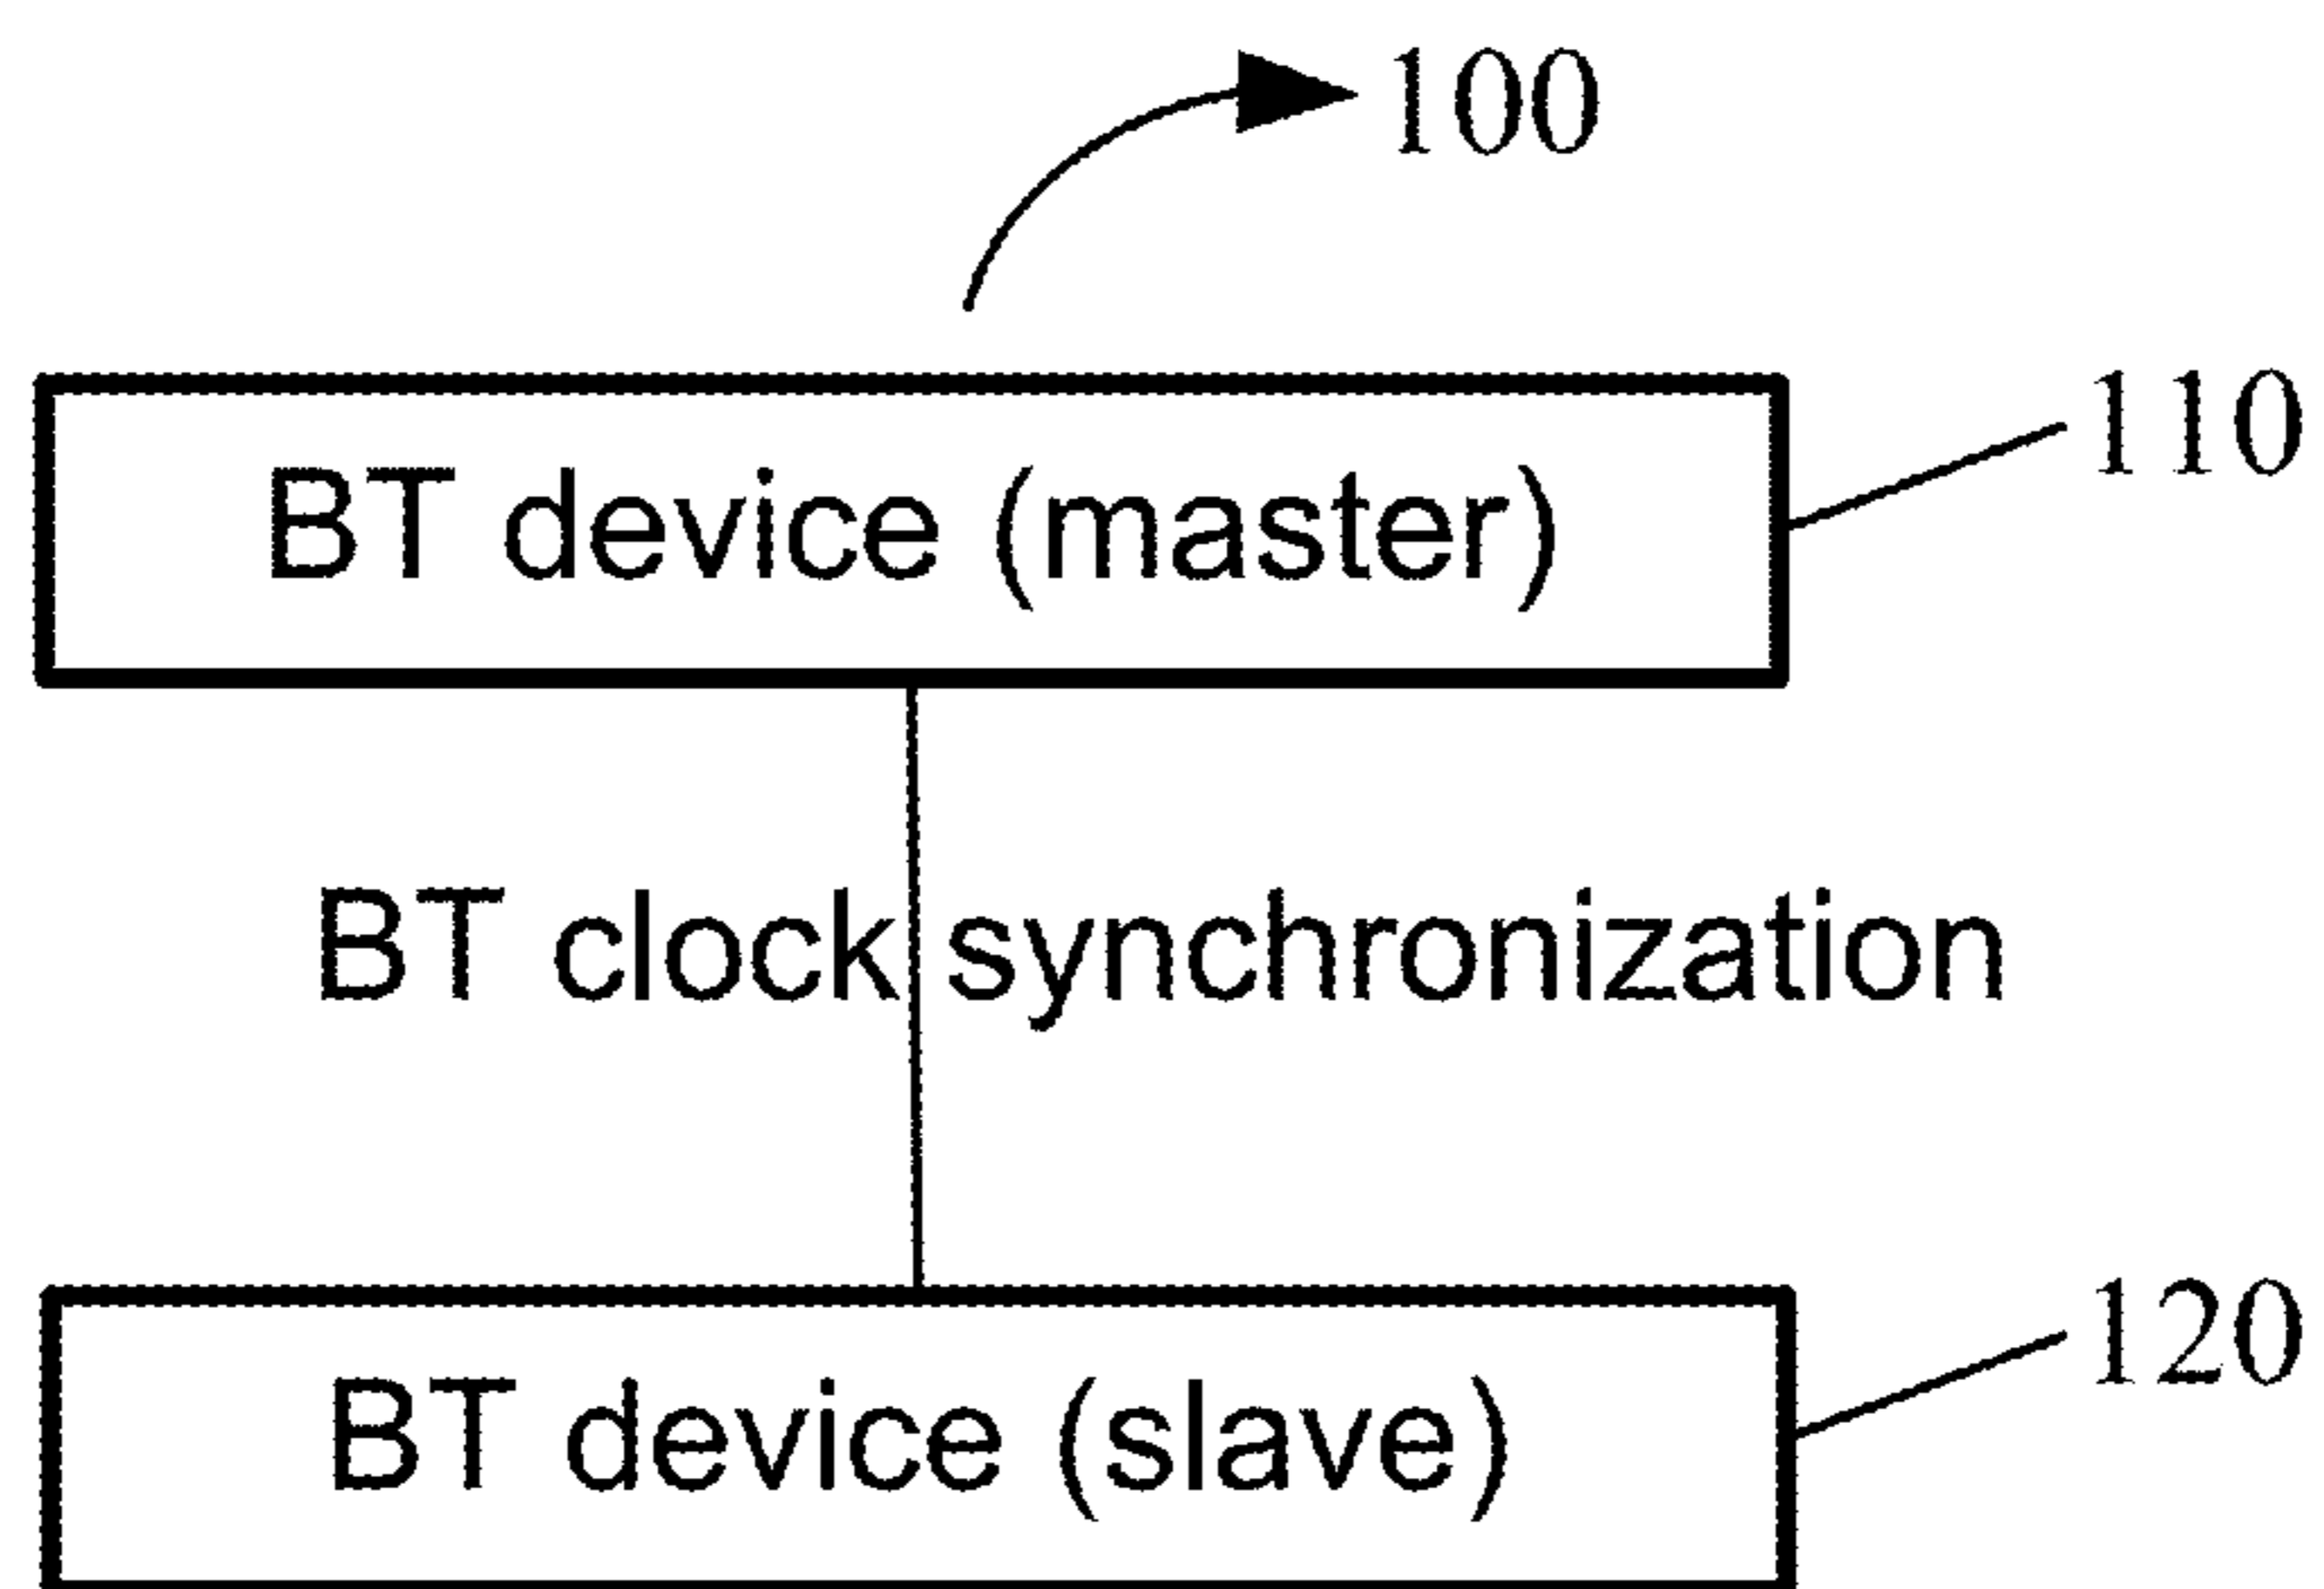 100
BT device (master)
110
BT clock synchronization
BT device (slave)
120